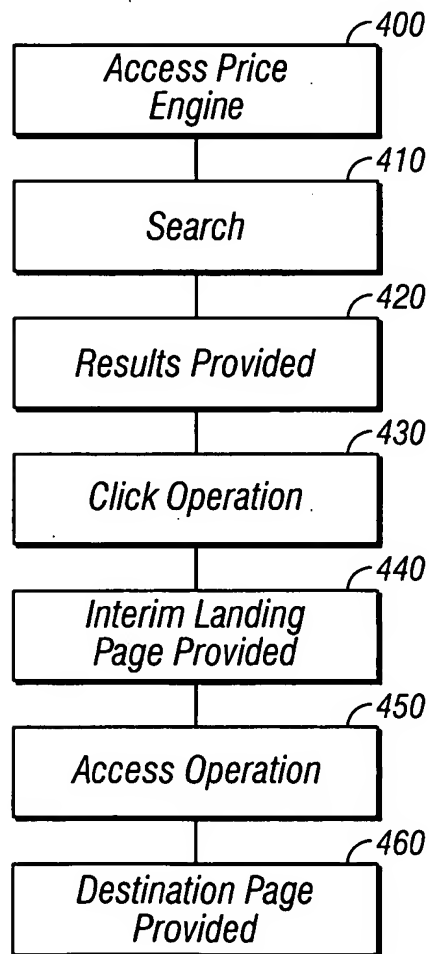 400
Access Price
Engine
410
Search
420
Results Provided
430
Click Operation
440
Interim Landing
Page Provided
450
Access Operation
460
Destination Page
Provided